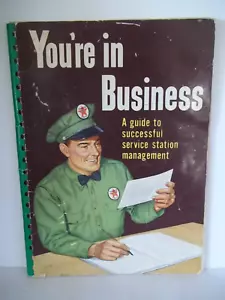 You're in
Business
A guide to
successful
service station
management